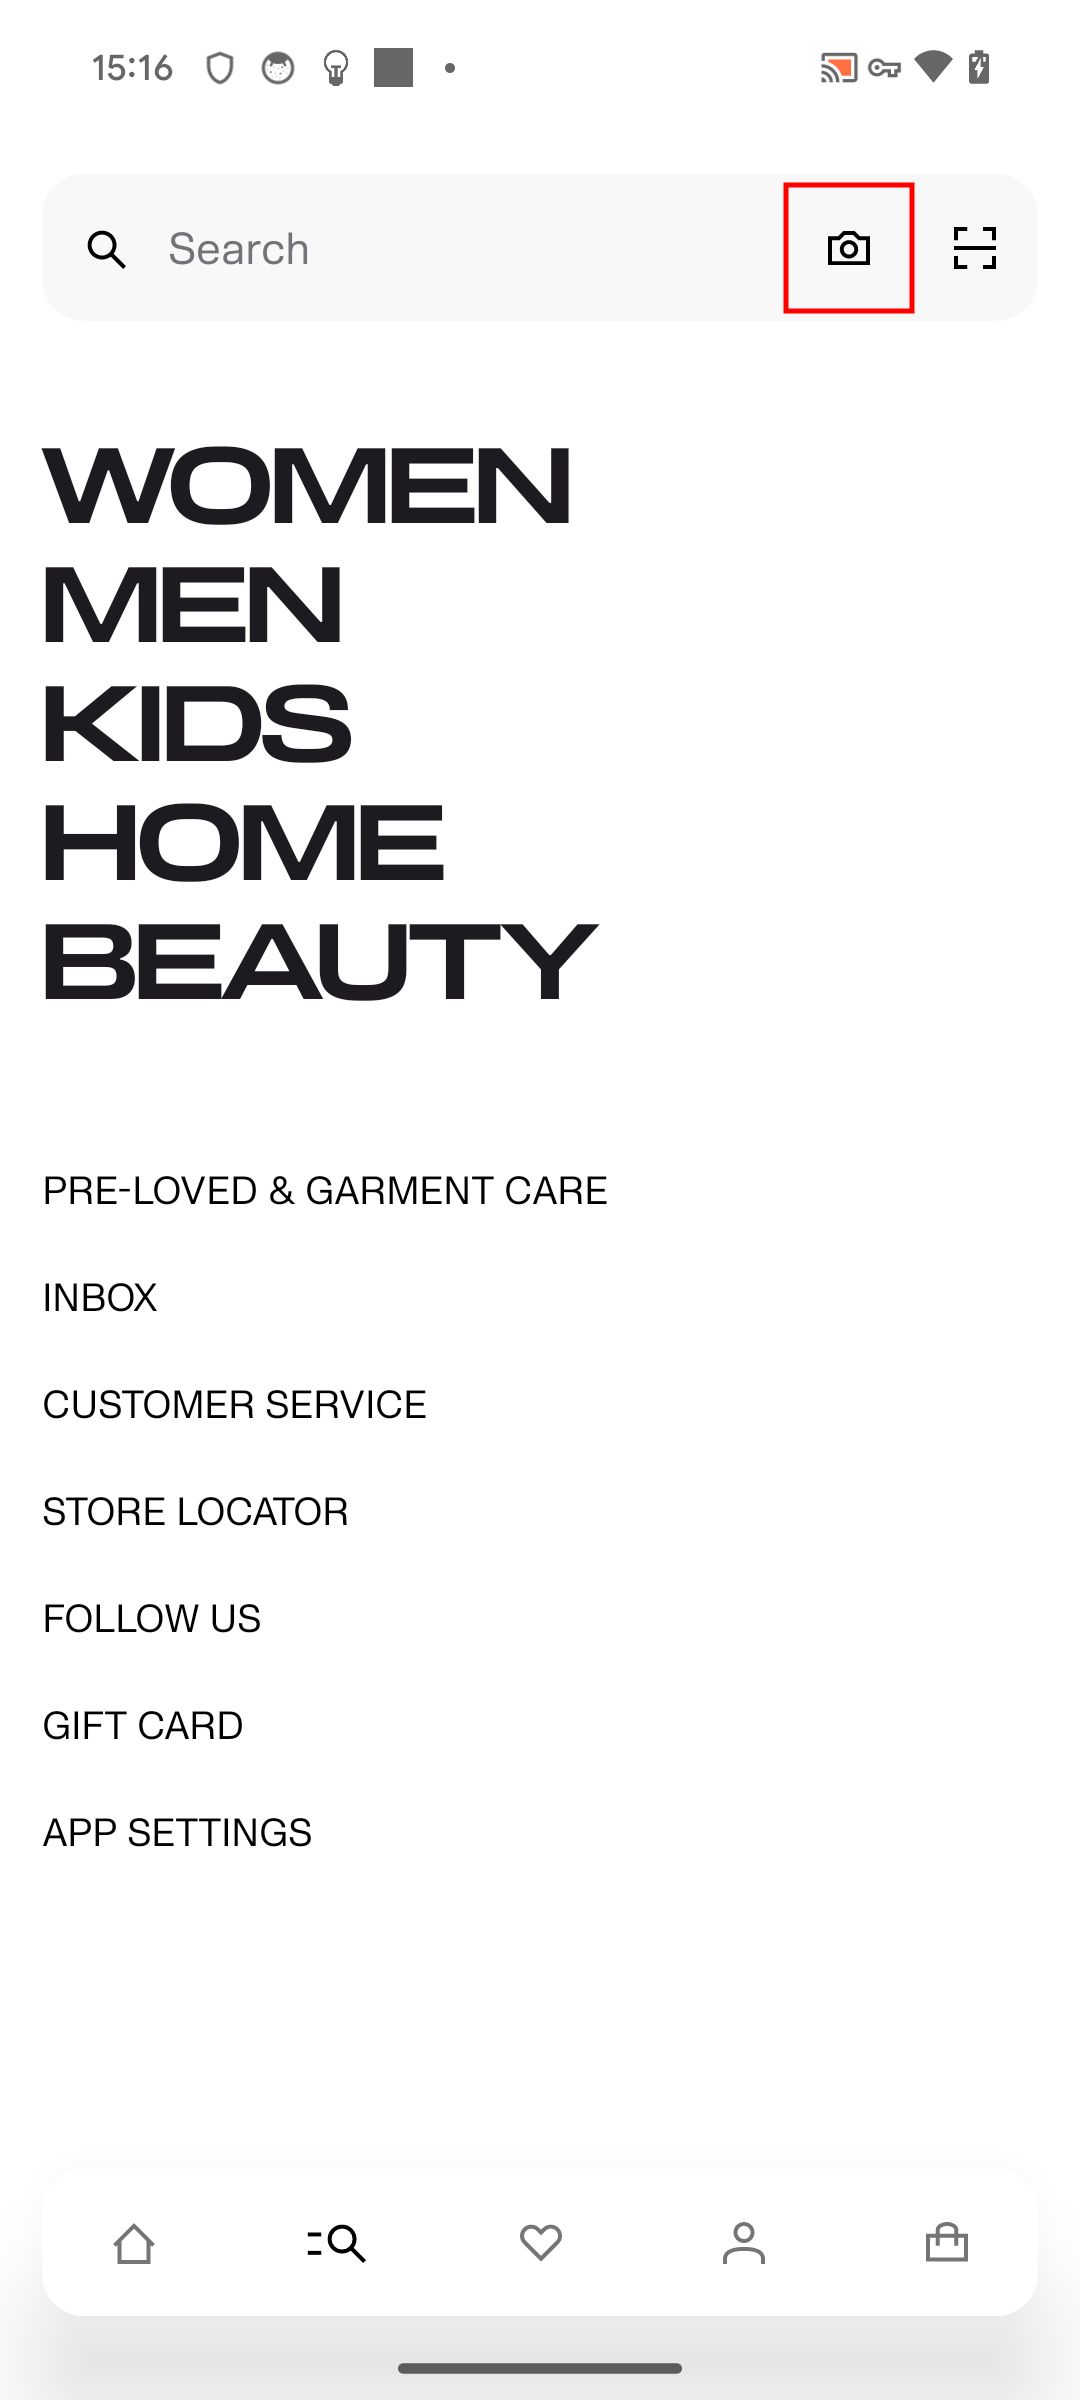 15:16
Search
WOMEN
MEN
KIDS
HOME
BEAUTY
PRE-LOVED & GARMENT CARE
INBOX
CUSTOMER SERVICE
STORE LOCATOR
FOLLOW US
GIFT CARD
APP SETTINGS